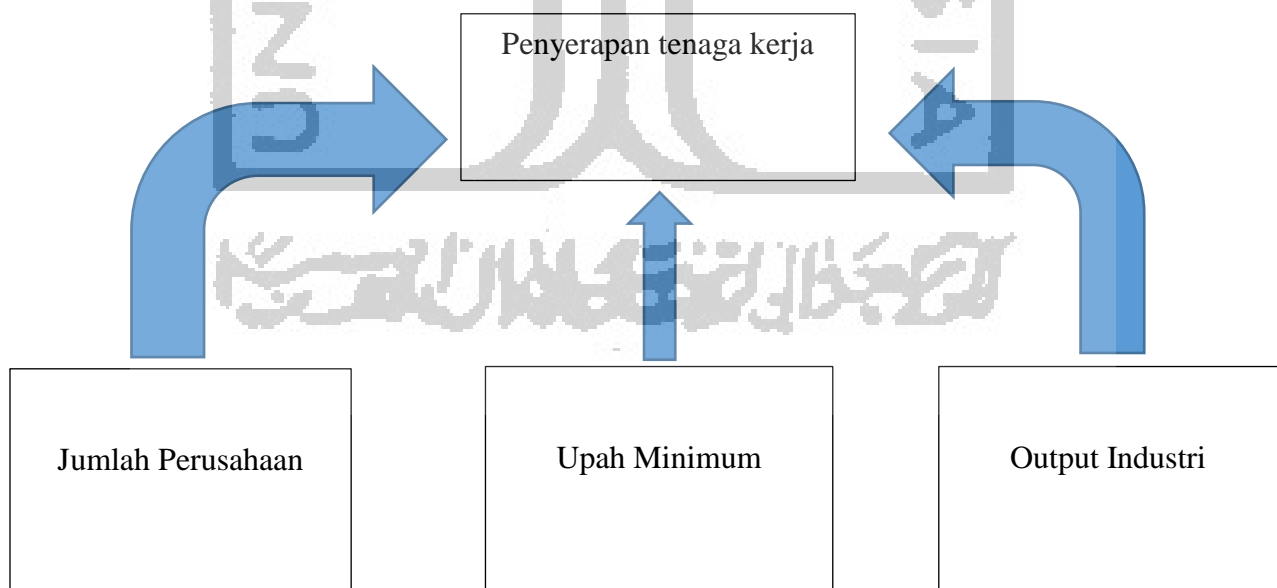 Penyerapan tenaga kerja
Jumlah Perusahaan
Upah Minimum
Output Industri